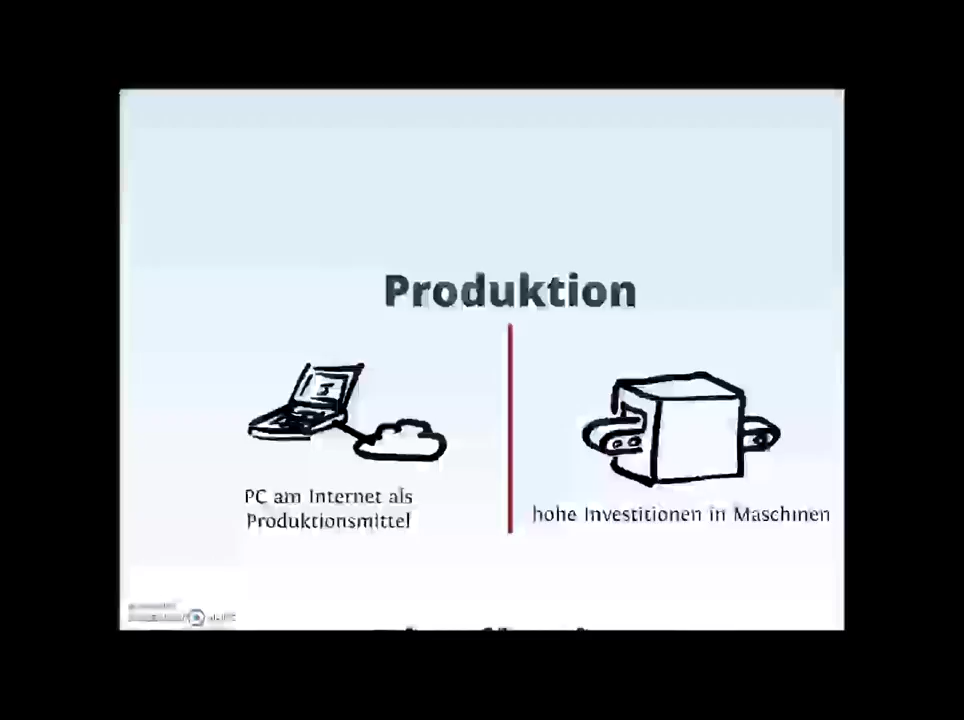 Produktion
PC am Internet als
Produktionsmittel
hohe Investitionen in Maschinen